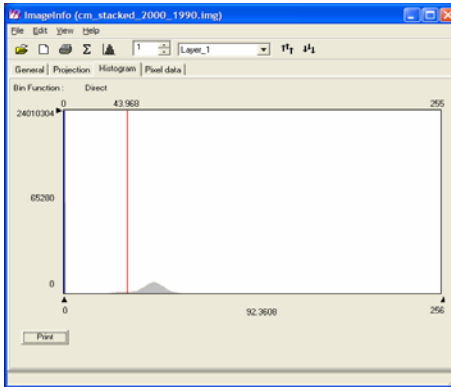 ImageInfo (cm_stacked_2000_1990.img)
File Edit View Help
1 Layer_1
General Projection Histogram Pixel data
Bin Function : Direct
0 43.968 255
24010304
65280
0
0 92.3608 256
Print